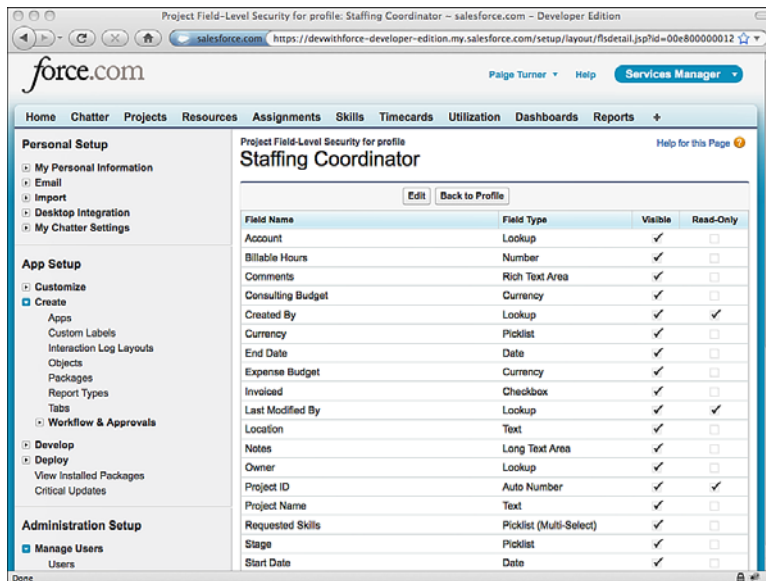 Project Field-Level Security for profile: Staffing Coordinator ~ salesforce.com - Developer Edition
salesforce.com https://devwithforce-developer-edition.my.salesforce.com/setup/layout/flsdetail.jsp?id=00e800000012
force.com
Paige Turner Help Services Manager
Home Chatter Projects Resources Assignments Skills Timecards Utilization Dashboards Reports +
Personal Setup
My Personal Information
Email
Import
Desktop Integration
My Chatter Settings
App Setup
Customize
Create
Apps
Custom Labels
Interaction Log Layouts
Objects
Packages
Report Types
Tabs
Workflow & Approvals
Develop
Deploy
View Installed Packages
Critical Updates
Administration Setup
Manage Users
Users
Project Field-Level Security for profile
Staffing Coordinator
Help for this Page ?
Edit Back to Profile
Field Name Field Type Visible Read-Only
Account Lookup
Billable Hours Number
Comments Rich Text Area
Consulting Budget Currency
Created By Lookup
Currency Picklist
End Date Date
Expense Budget Currency
Invoiced Checkbox
Last Modified By Lookup
Location Text
Notes Long Text Area
Owner Lookup
Project ID Auto Number
Project Name Text
Requested Skills Picklist (Multi-Select)
Stage Picklist
Start Date Date
Done